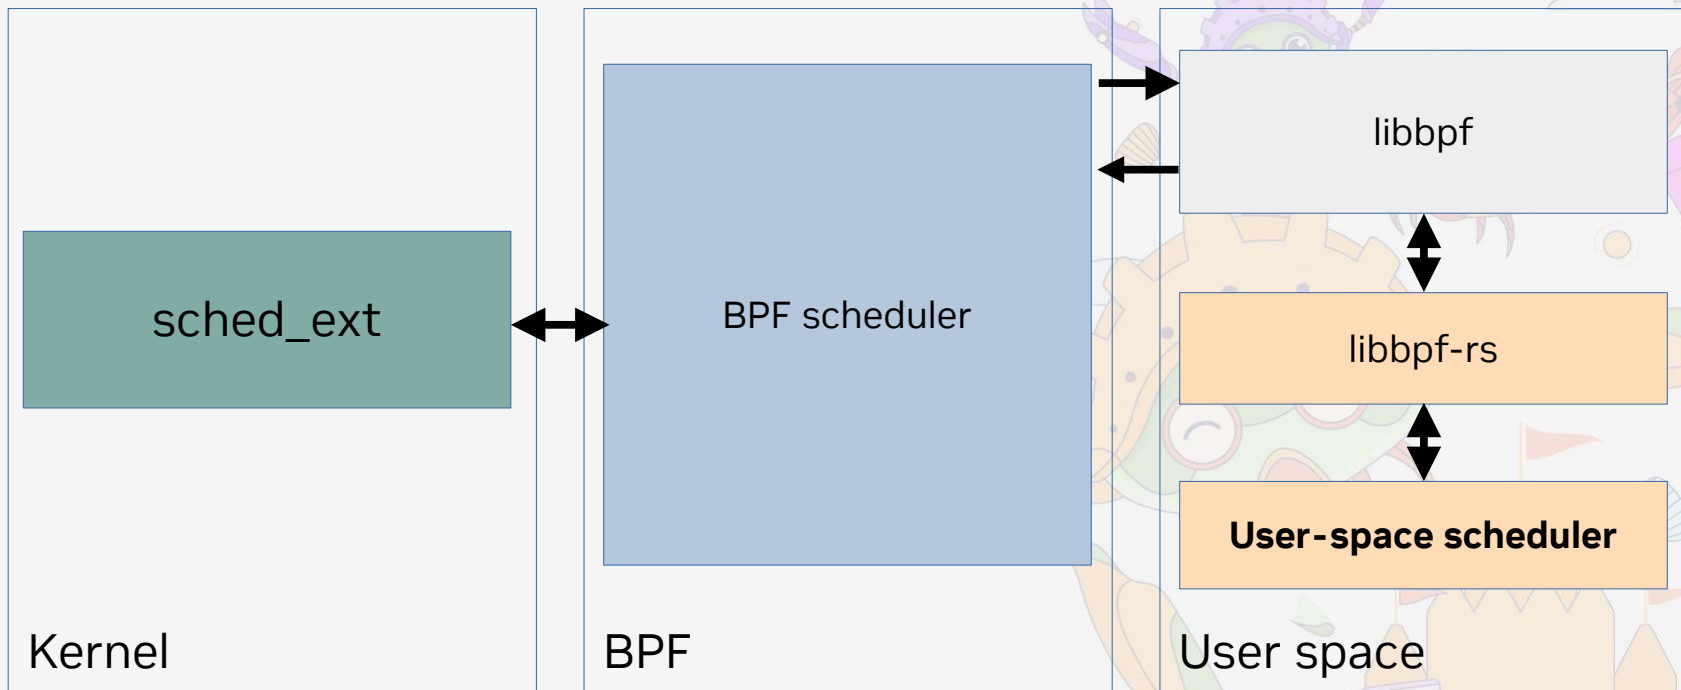 sched_ext
Kernel
BPF scheduler
BPF
libbpf
libbpf-rs
User-space scheduler
User space